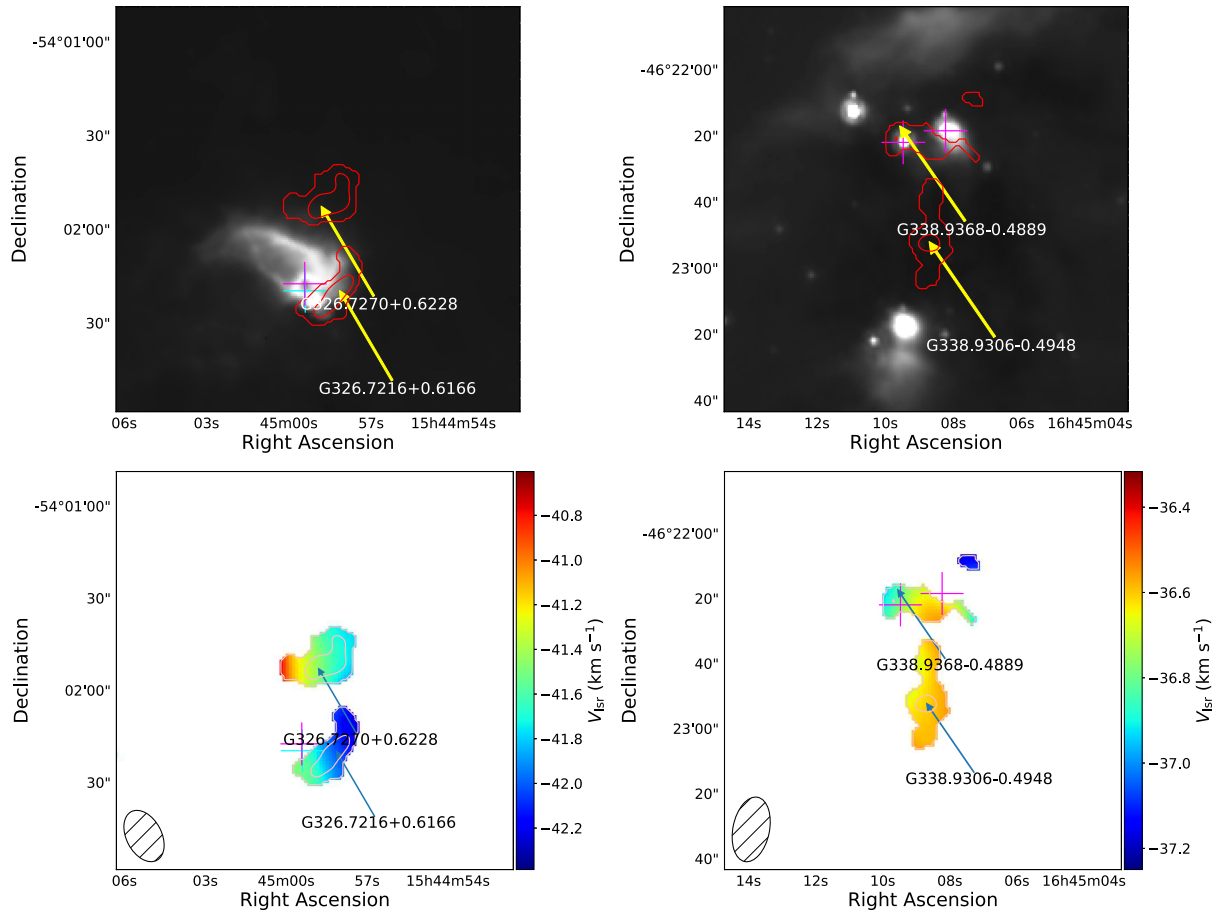 -54°01'00"
30"
02'00"
30"
Declination
G326.7270+0.6228
G326.7216+0.6166
06s 03s 45m00s 57s 15h44m54s
Right Ascension
-46°22'00"
20"
40"
23'00"
20"
40"
Declination
G338.9368-0.4889
G338.9306-0.4948
14s 12s 10s 08s 06s 16h45m04s
Right Ascension
-54°01'00"
30"
02'00"
30"
Declination
G326.7270+0.6228
G326.7216+0.6166
06s 03s 45m00s 57s 15h44m54s
Right Ascension
−40.8
−41.0
−41.2
−41.4
−41.6
−41.8
−42.0
−42.2
Vlsr (km s⁻¹)
-46°22'00"
20"
40"
23'00"
20"
40"
Declination
G338.9368-0.4889
G338.9306-0.4948
14s 12s 10s 08s 06s 16h45m04s
Right Ascension
−36.4
−36.6
−36.8
−37.0
−37.2
Vlsr (km s⁻¹)